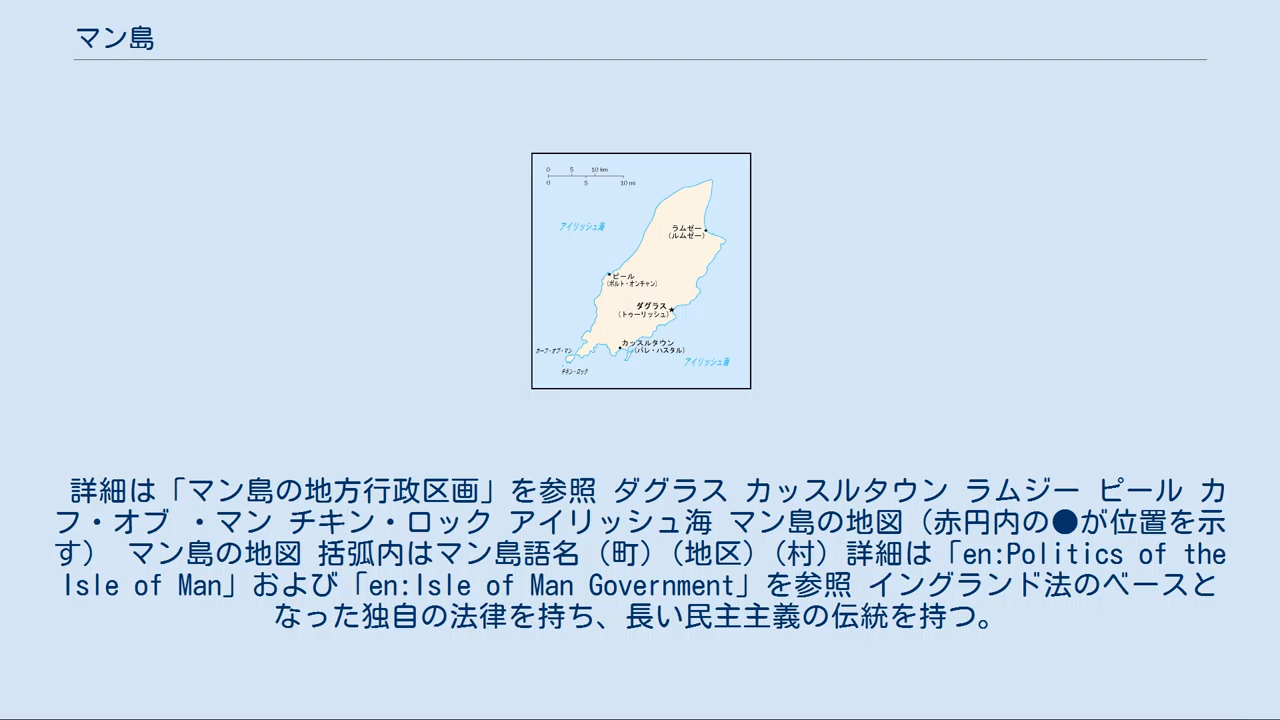 マン島
0 5 10 km
0 5 10 mi
アイリッシュ海
ラムゼー
(ルムゼー)
ピール
(ポルト・オンチャン)
ダグラス
(トゥーリッシュ)
カッスルタウン
(バレ・ハスタル)
カーフ・オブ・マン
アイリッシュ海
チキン・ロック
詳細は「マン島の地方行政区画」を参照 ダグラス カッスルタウン ラムジー ピール カ
フ・オブ ・マン チキン・ロック アイリッシュ海 マン島の地図（赤円内の●が位置を示
す） マン島の地図 括弧内はマン島語名（町）（地区）（村）詳細は「en:Politics of the
Isle of Man」および「en:Isle of Man Government」を参照 イングランド法のベースと
なった独自の法律を持ち、長い民主主義の伝統を持つ。